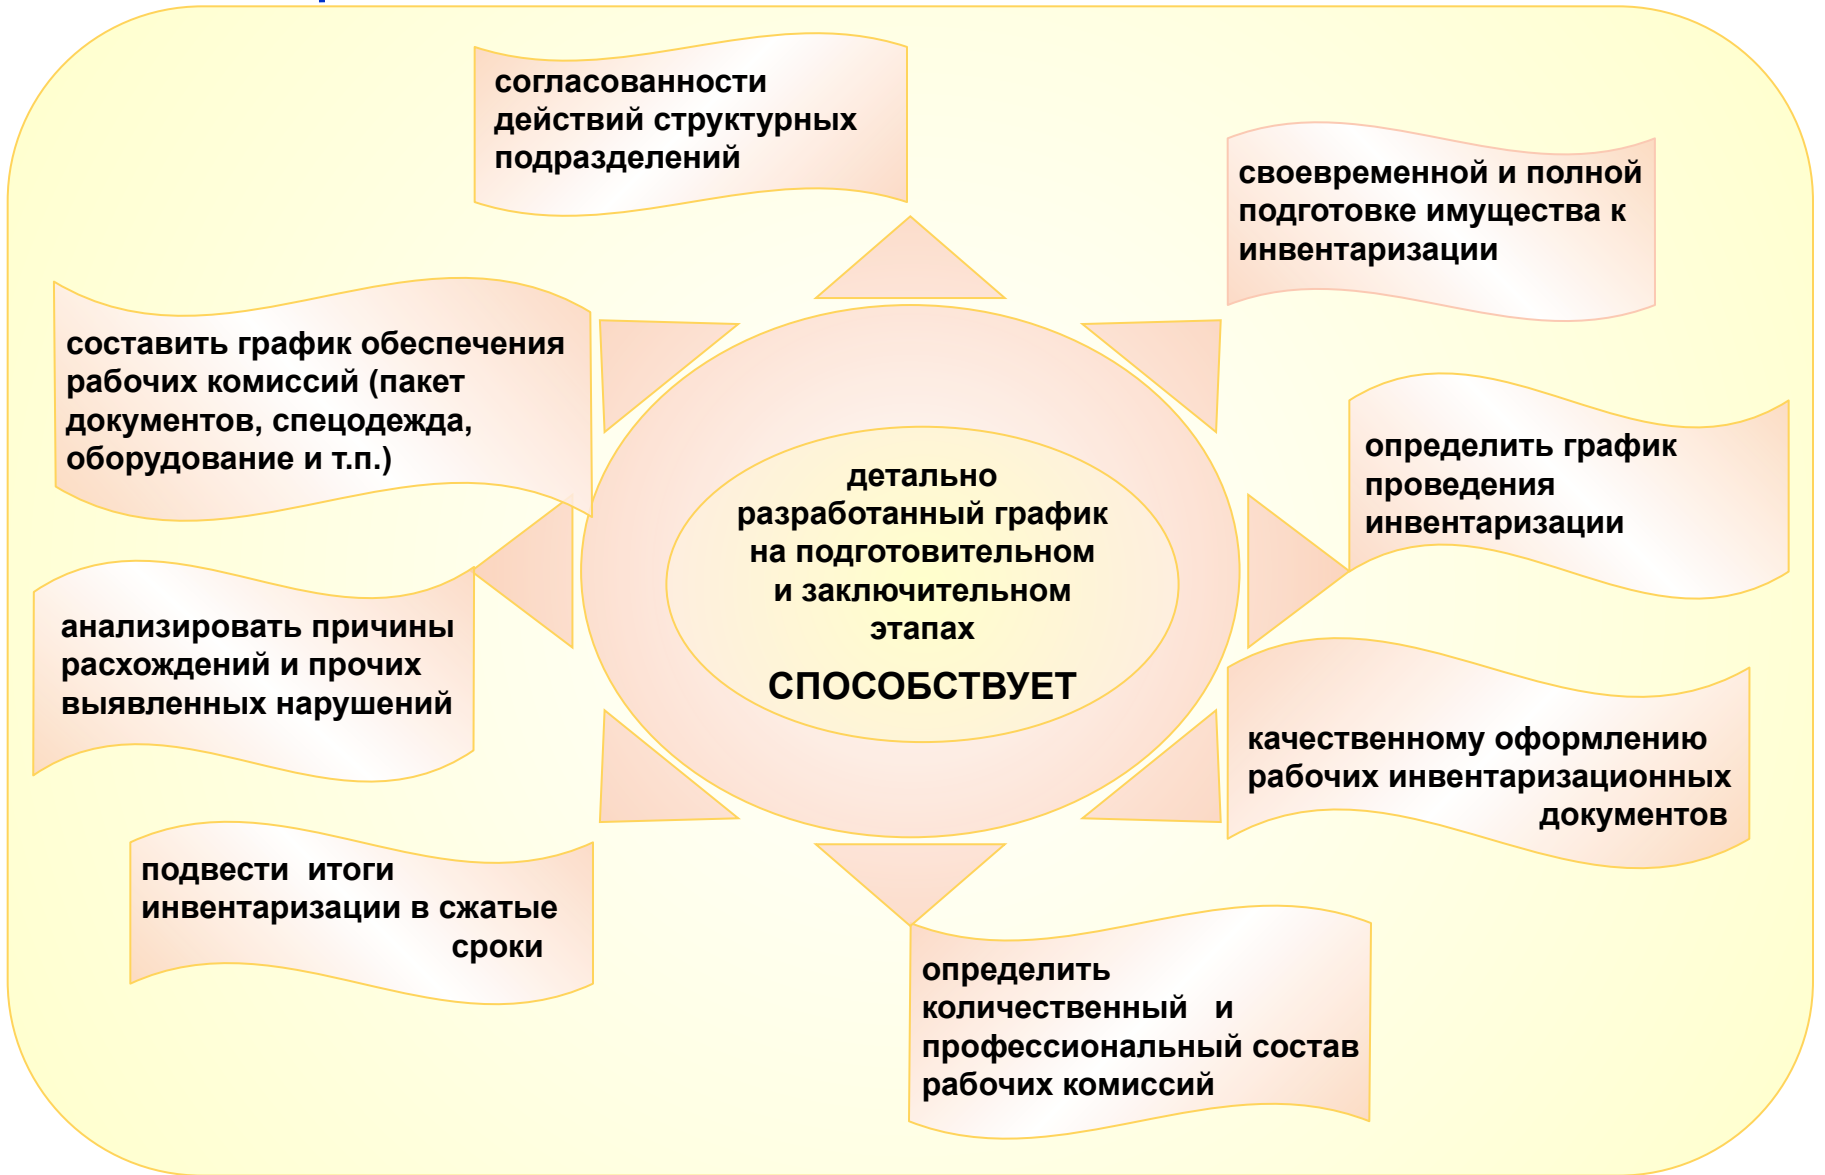 согласованности
действий структурных
подразделений
своевременной и полной
подготовке имущества к
инвентаризации
составить график обеспечения
рабочих комиссий (пакет
документов, спецодежда,
оборудование и т.п.)
определить график
проведения
инвентаризации
детально
разработанный график
на подготовительном
и заключительном
этапах
СПОСОБСТВУЕТ
анализировать причины
расхождений и прочих
выявленных нарушений
качественному оформлению
рабочих инвентаризационных
документов
подвести итоги
инвентаризации в сжатые
сроки
определить
количественный и
профессиональный состав
рабочих комиссий